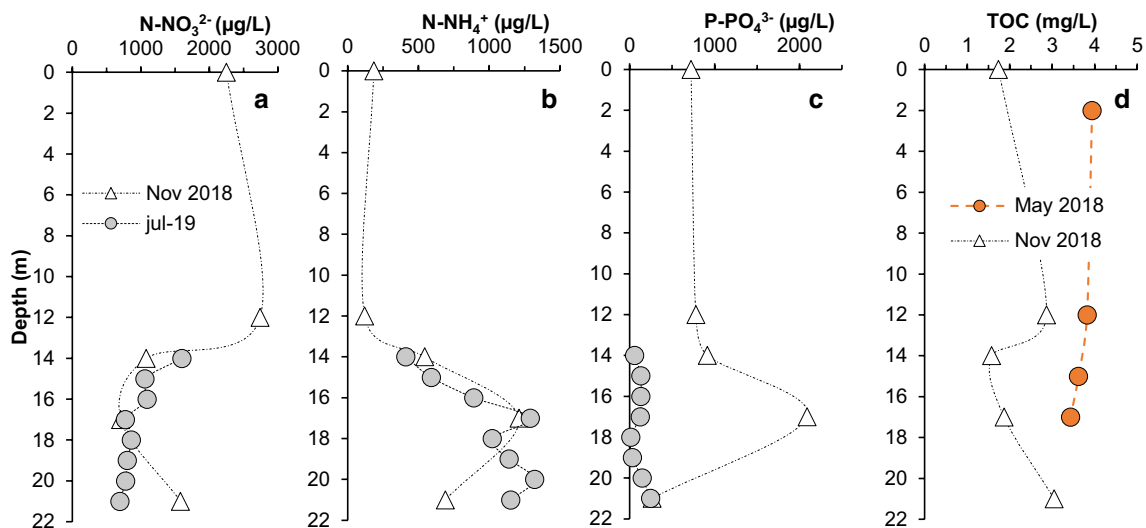 N-NO₃²⁻ (µg/L)
0 1000 2000 3000
0
2
4
6
8
10
12
14
16
18
20
22
Depth (m)
a
Nov 2018
jul-19
N-NH₄⁺ (µg/L)
0 500 1000 1500
0
2
4
6
8
10
12
14
16
18
20
22
b
P-PO₄³⁻ (µg/L)
0 1000 2000
0
2
4
6
8
10
12
14
16
18
20
22
c
TOC (mg/L)
0 1 2 3 4 5
0
2
4
6
8
10
12
14
16
18
20
22
d
May 2018
Nov 2018